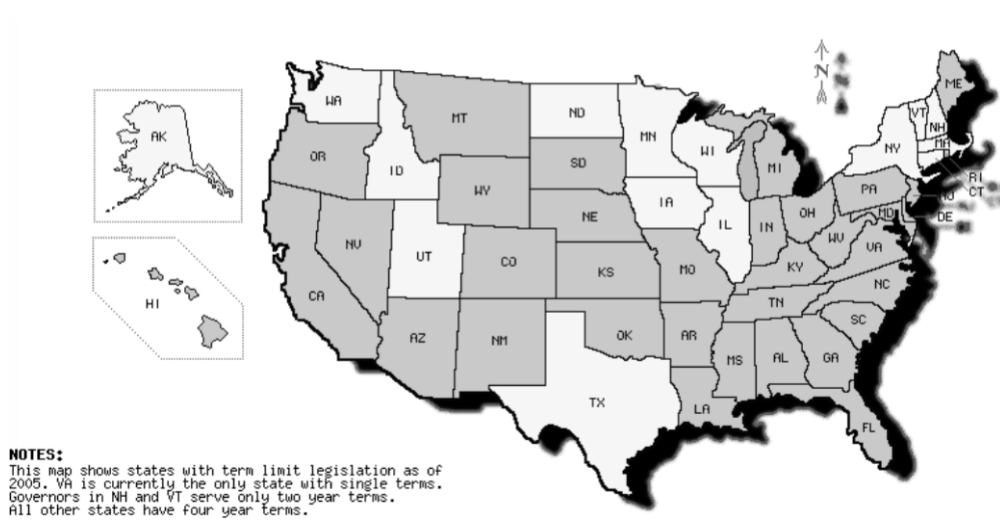 N
ME
WA
VT
NH
MT
ND
MN
MA
AK
OR
WI
NY
ID
SD
MI
RI
CT
WY
PA
NJ
IA
MD
DE
NE
OH
IN
IL
NV
WV
VA
UT
CO
KS
MO
KY
NC
HI
CA
TN
SC
OK
AR
AZ
NM
MS
AL
GA
TX
LA
FL
NOTES:
This map shows states with term limit legislation as of
2005. VA is currently the only state with single terms.
Governors in NH and VT serve only two year terms.
All other states have four year terms.